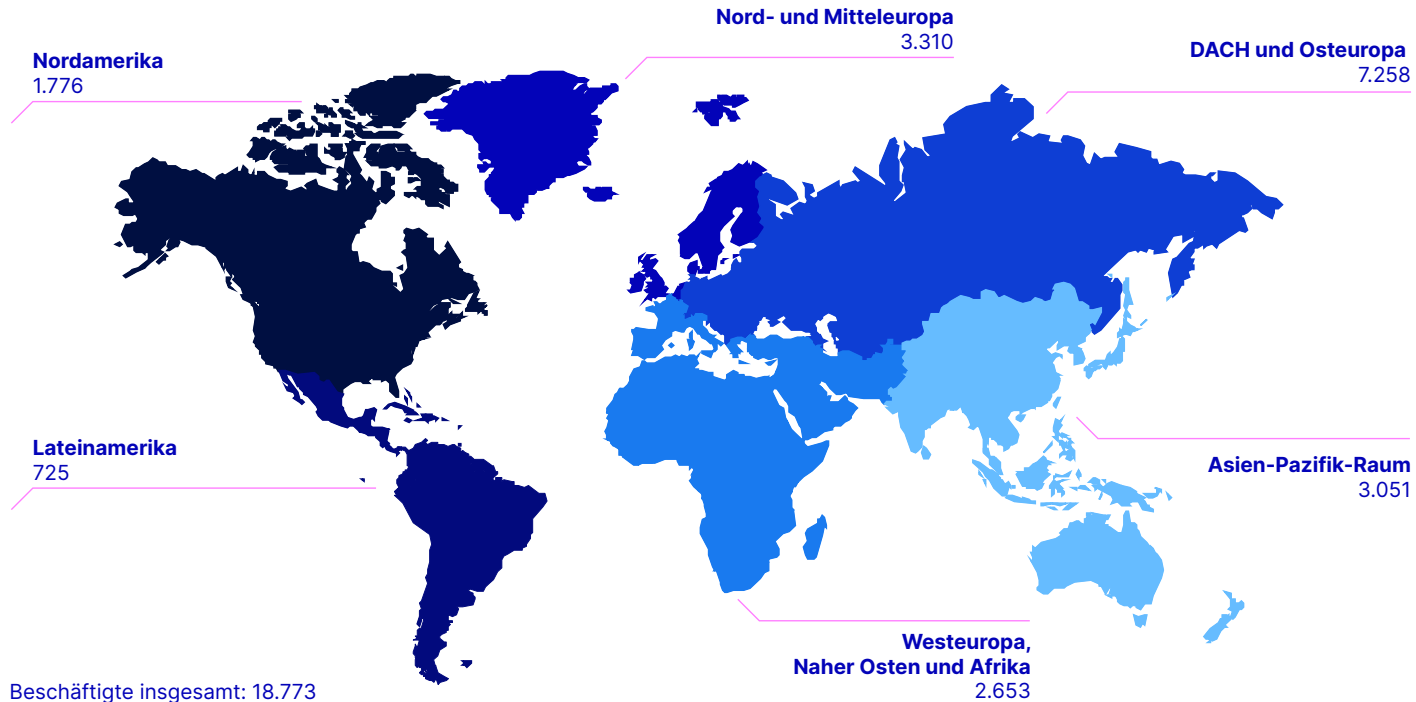 Nord- und Mitteleuropa
3.310
DACH und Osteuropa
7.258
Nordamerika
1.776
Lateinamerika
725
Asien-Pazifik-Raum
3.051
Westeuropa,
Naher Osten und Afrika
2.653
Beschäftigte insgesamt: 18.773